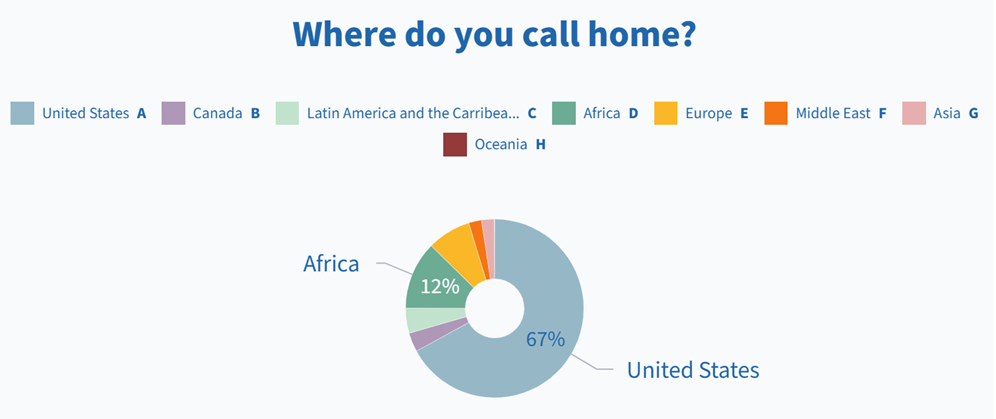 Where do you call home?
United States A Canada B Latin America and the Carribea... C Africa D Europe E Middle East F Asia G
Oceania H
Africa
12%
67%
United States